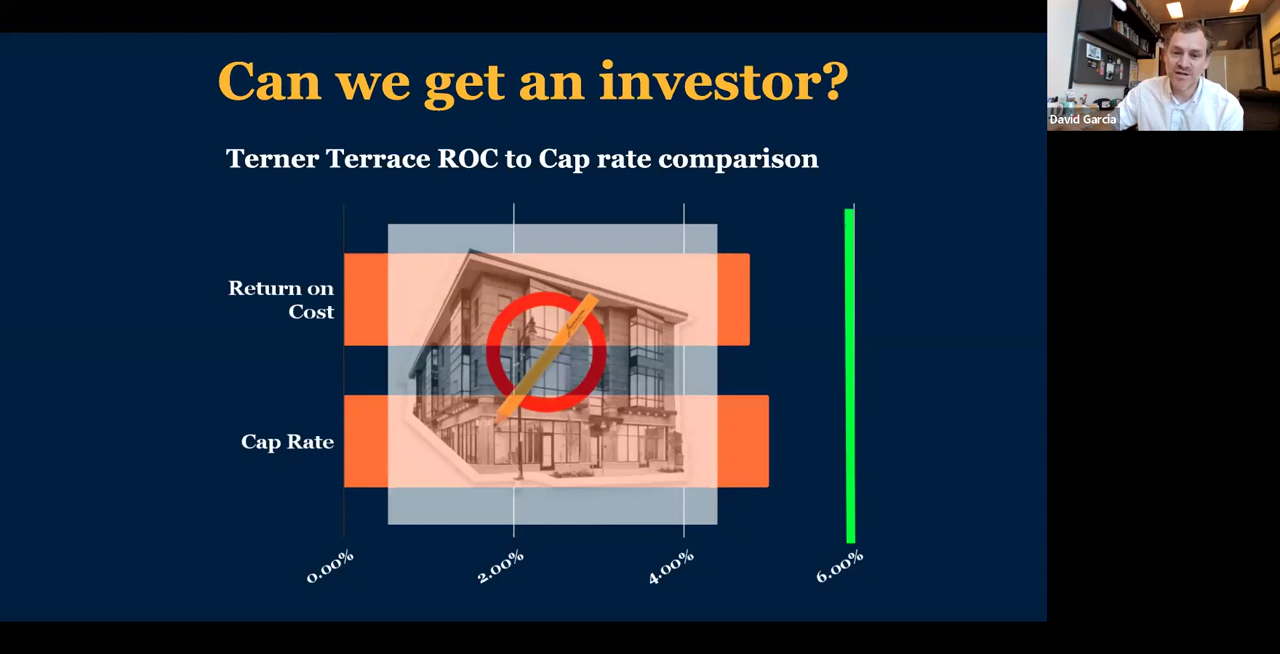 Can we get an investor?
Terner Terrace ROC to Cap rate comparison
Return on
Cost
Cap Rate
0.00%
2.00%
4.00%
6.00%
David Garcia